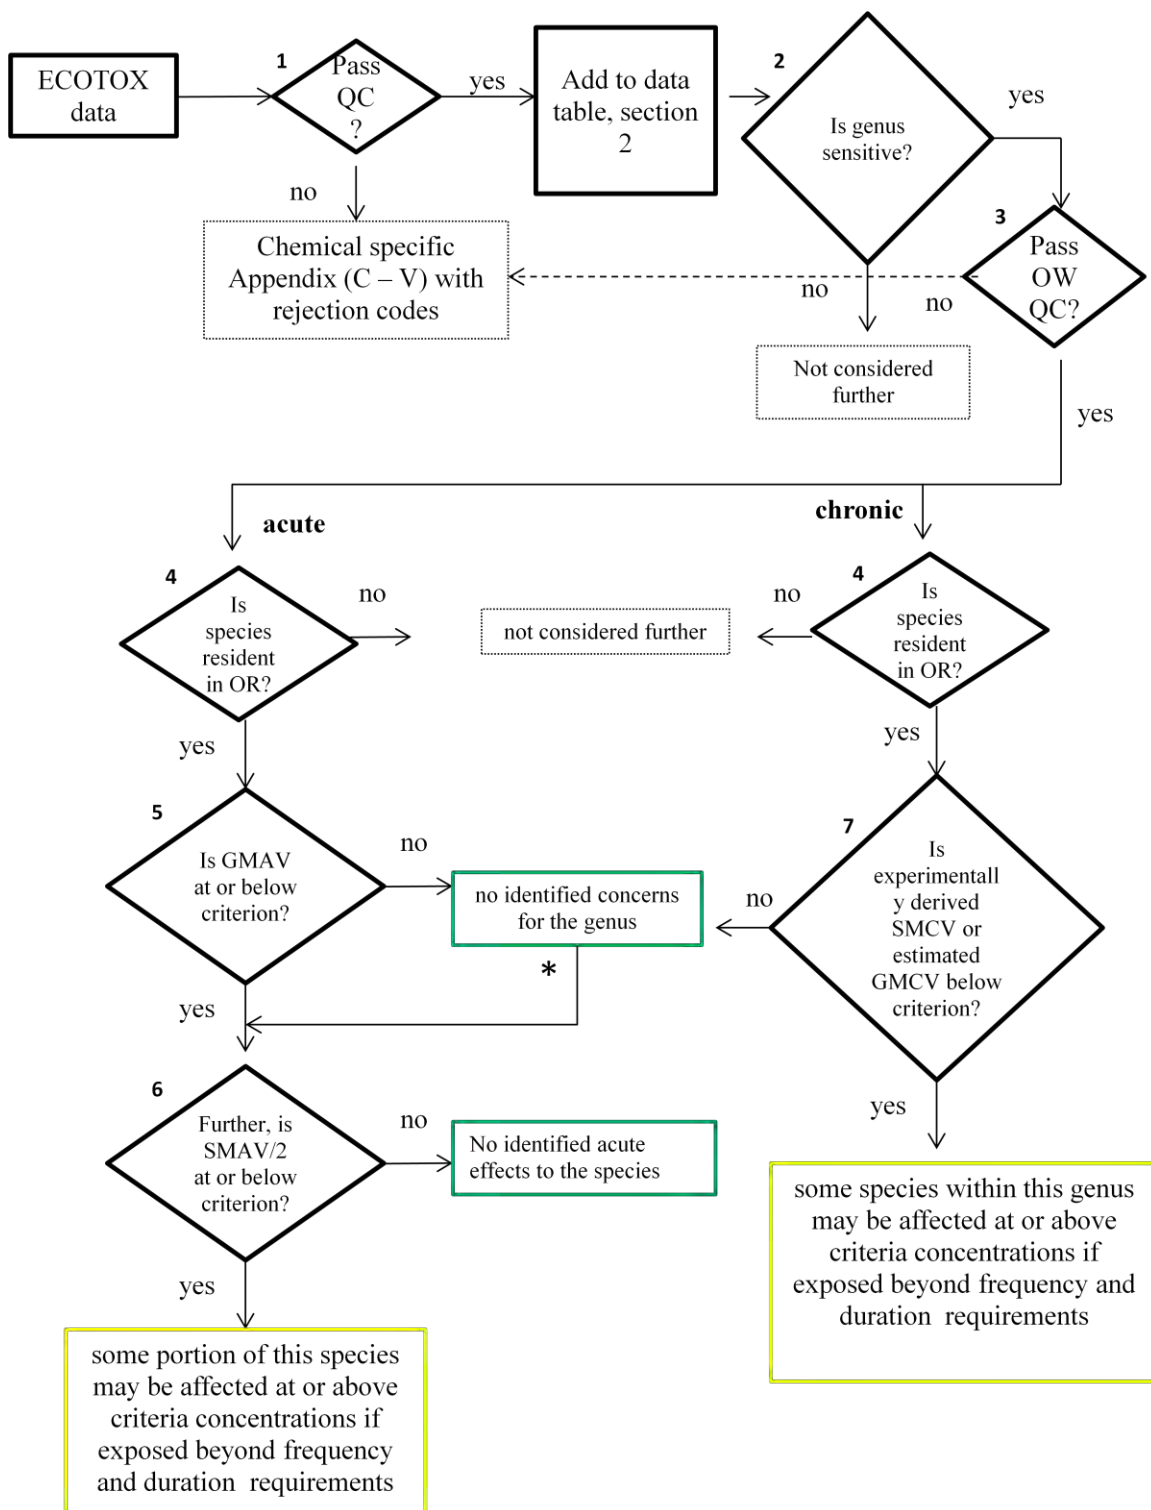 ECOTOX
data
1
Pass
QC
?
yes
no
Add to data
table, section
2
2
Is genus
sensitive?
yes
no
3
Pass
OW
QC?
no
yes
Chemical specific
Appendix (C – V) with
rejection codes
Not considered
further
acute
chronic
4
Is
species
resident
in OR?
no
yes
not considered further
4
Is
species
resident
in OR?
no
yes
5
Is GMAV
at or below
criterion?
no
yes
no identified concerns
for the genus
*
7
Is
experimentall
y derived
SMCV or
estimated
GMCV below
criterion?
no
yes
6
Further, is
SMAV/2
at or below
criterion?
no
yes
No identified acute
effects to the species
some species within this genus
may be affected at or above
criteria concentrations if
exposed beyond frequency and
duration requirements
some portion of this species
may be affected at or above
criteria concentrations if
exposed beyond frequency
and duration requirements